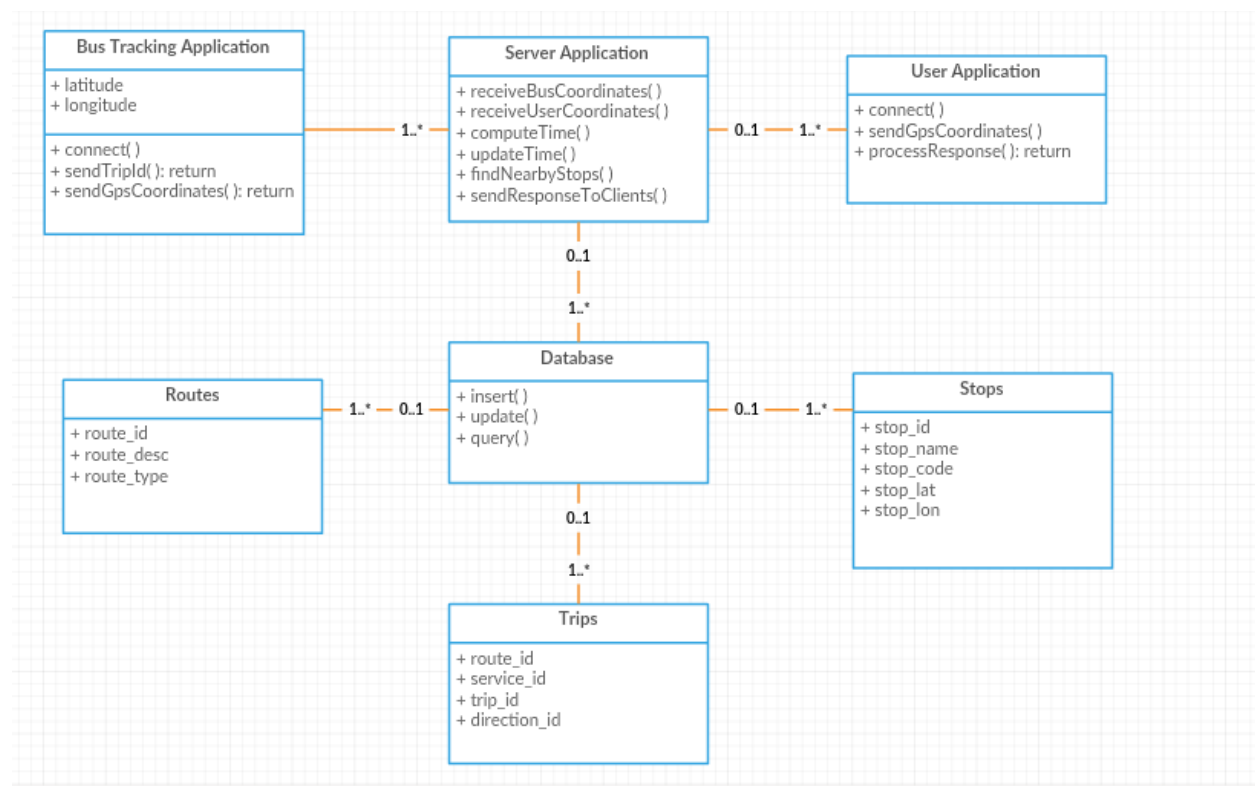 Bus Tracking Application
+ latitude
+ longitude
+ connect( )
+ sendTripId( ): return
+ sendGpsCoordinates( ): return
1..*
Server Application
+ receiveBusCoordinates( )
+ receiveUserCoordinates( )
+ computeTime( )
+ updateTime( )
+ findNearbyStops( )
+ sendResponseToClients( )
0..1
1..*
User Application
+ connect( )
+ sendGpsCoordinates( )
+ processResponse( ): return
0..1
1..*
Routes
+ route_id
+ route_desc
+ route_type
1..*
0..1
Database
+ insert( )
+ update( )
+ query( )
0..1
1..*
Stops
+ stop_id
+ stop_name
+ stop_code
+ stop_lat
+ stop_lon
0..1
1..*
Trips
+ route_id
+ service_id
+ trip_id
+ direction_id